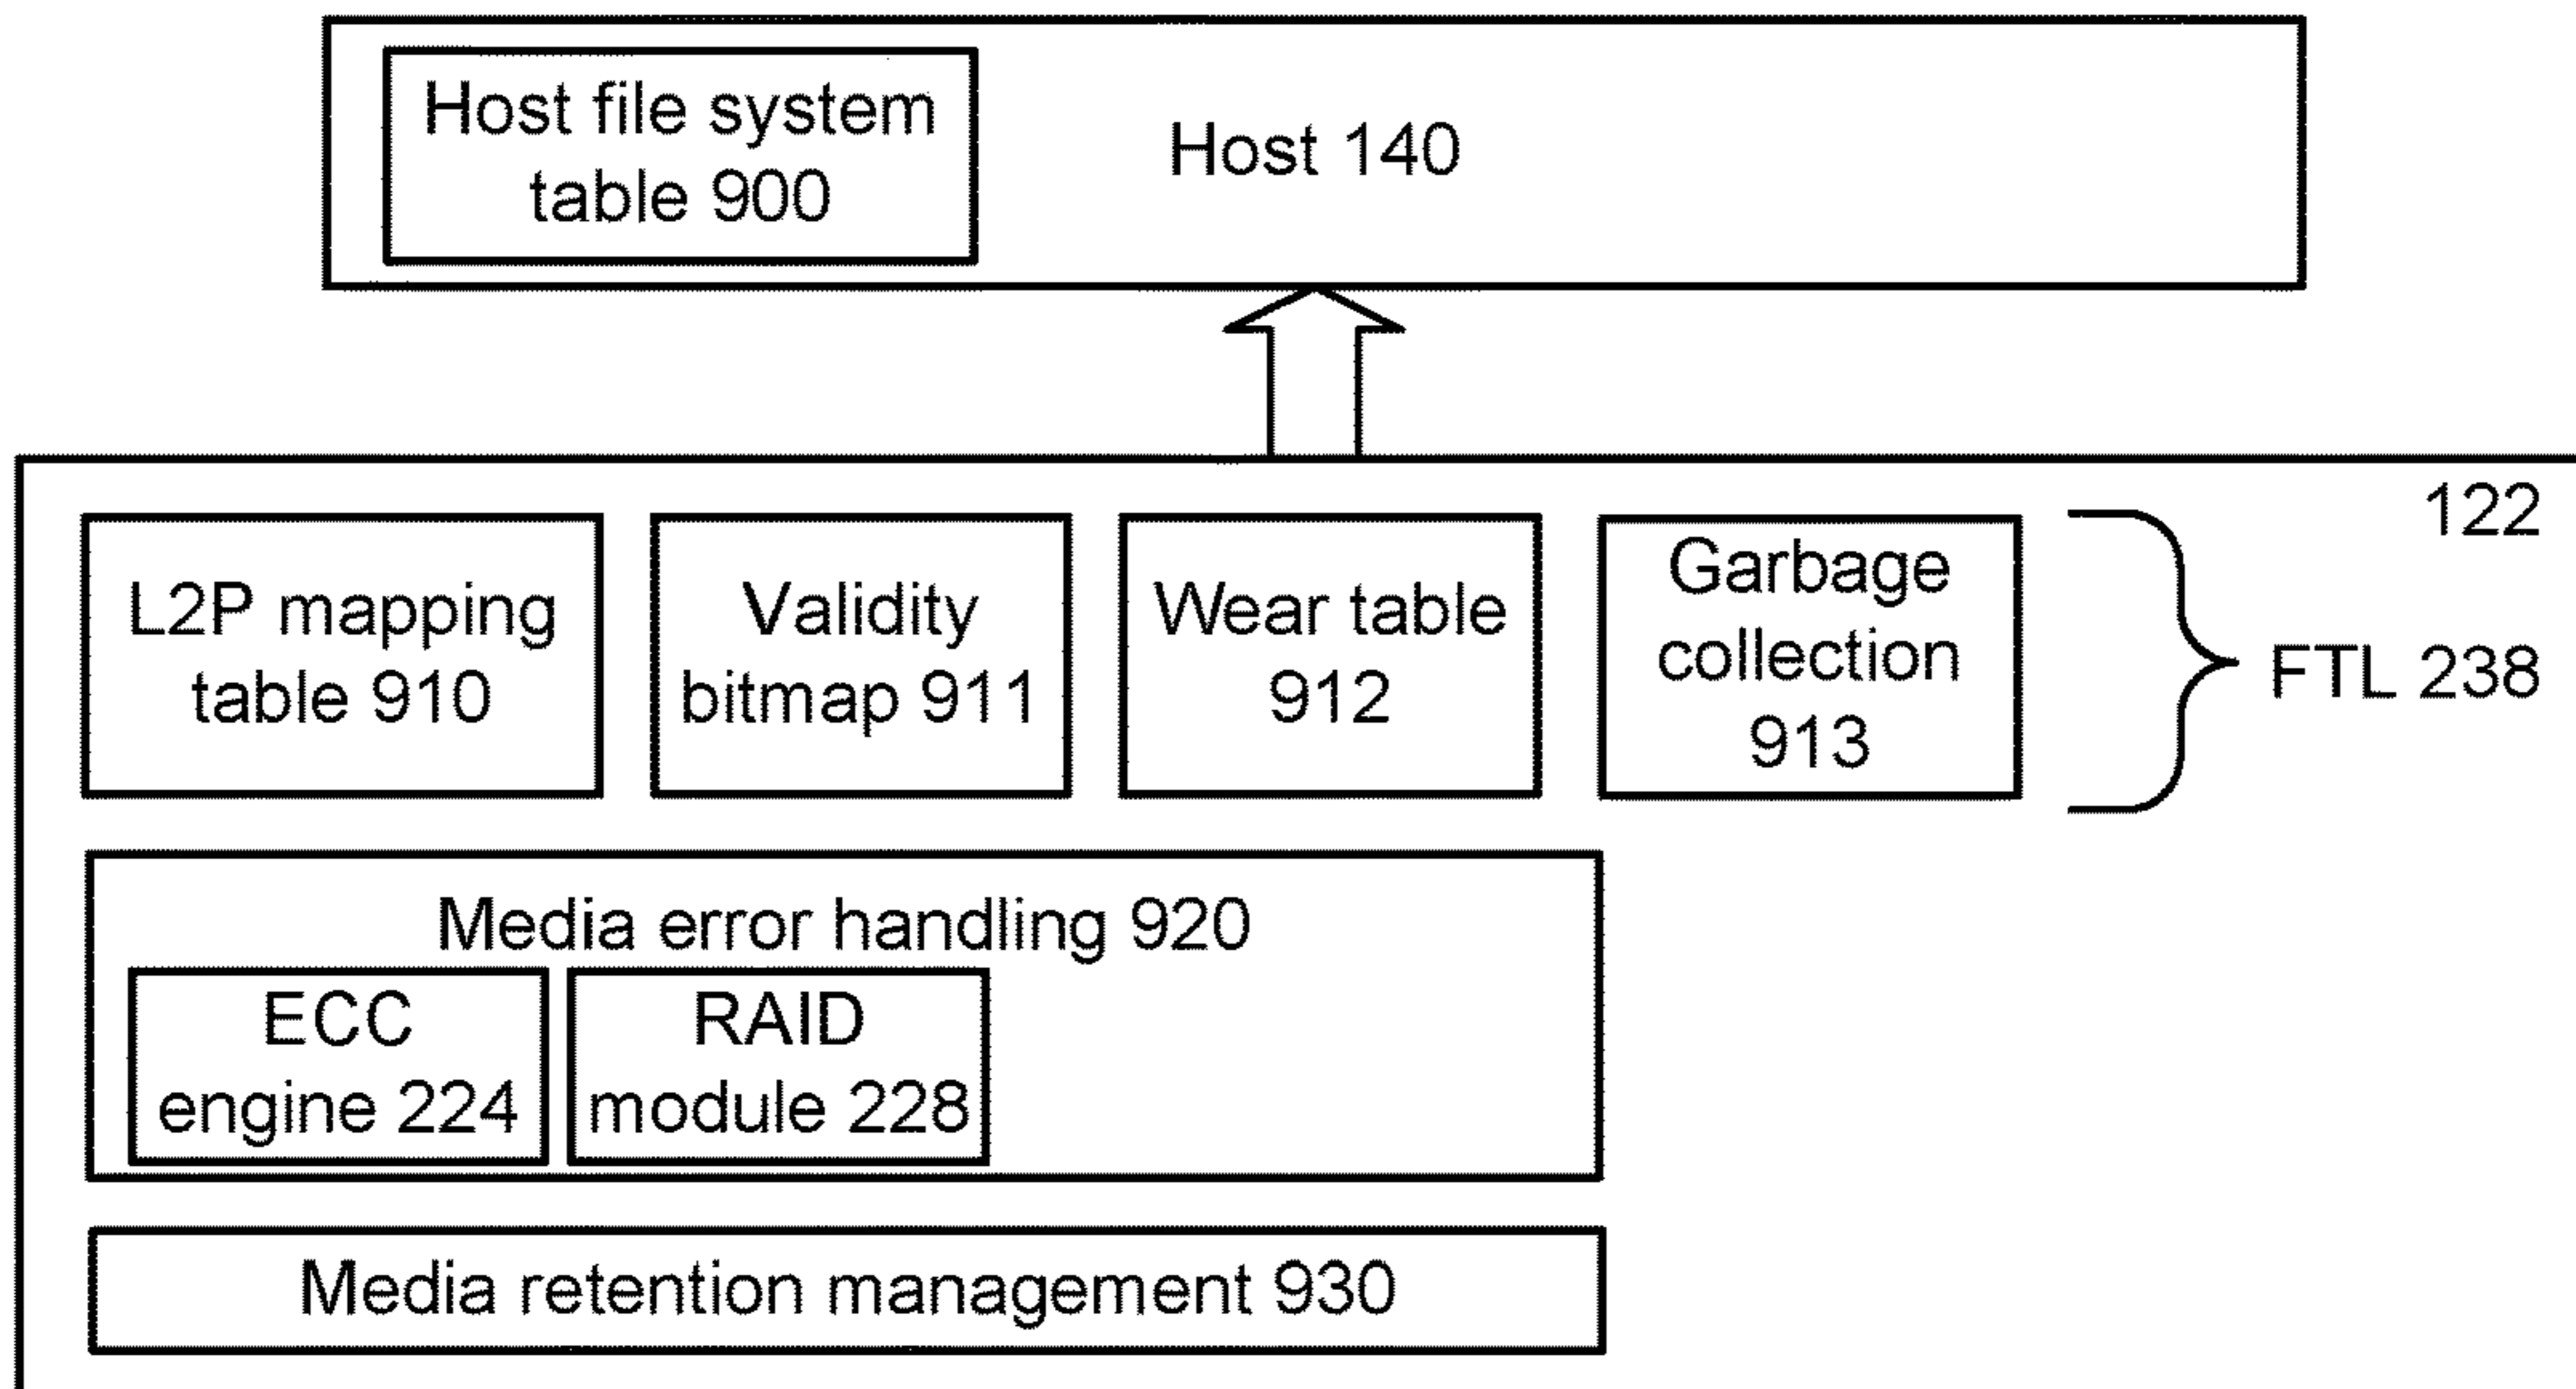 Host file system
table 900
Host 140
122
L2P mapping
table 910
Validity
bitmap 911
Wear table
912
Garbage
collection
913
FTL 238
Media error handling 920
ECC
engine 224
RAID
module 228
Media retention management 930